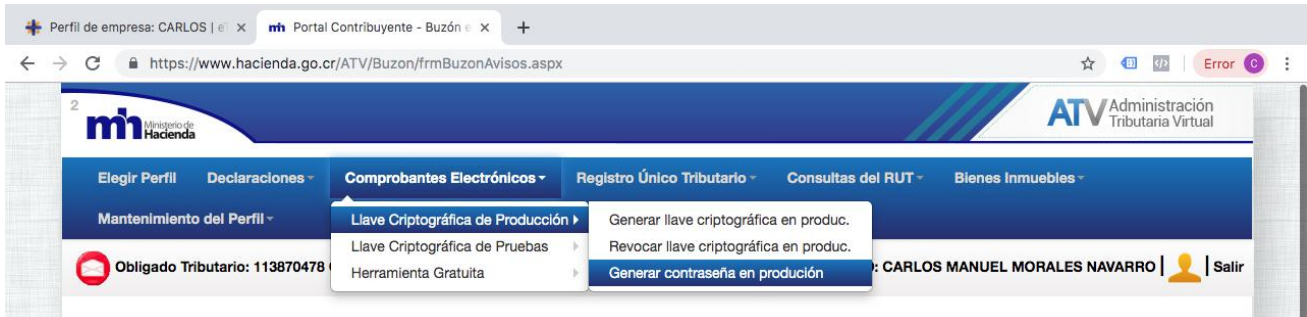 Perfil de empresa: CARLOS | e
Portal Contribuyente - Buzón e
https://www.hacienda.go.cr/ATV/Buzon/frmBuzonAvisos.aspx
Error C
2
mh Ministerio de Hacienda
ATV Administración Tributaria Virtual
Elegir Perfil Declaraciones Comprobantes Electrónicos Registro Único Tributario Consultas del RUT Bienes Inmuebles
Mantenimiento del Perfil
Llave Criptográfica de Producción
Llave Criptográfica de Pruebas
Herramienta Gratuita
Generar llave criptográfica en produc.
Revocar llave criptográfica en produc.
Generar contraseña en produción
Obligado Tributario: 113870478
: CARLOS MANUEL MORALES NAVARRO | | Salir